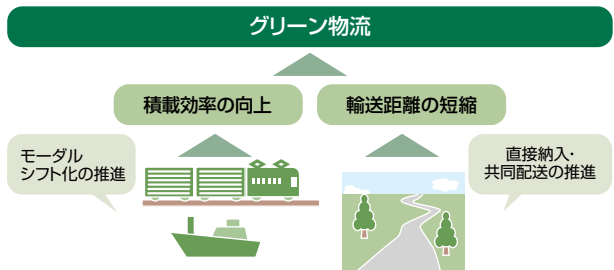 グリーン物流
積載効率の向上
輸送距離の短縮
モーダル
シフト化の推進
直接納入・
共同配送の推進